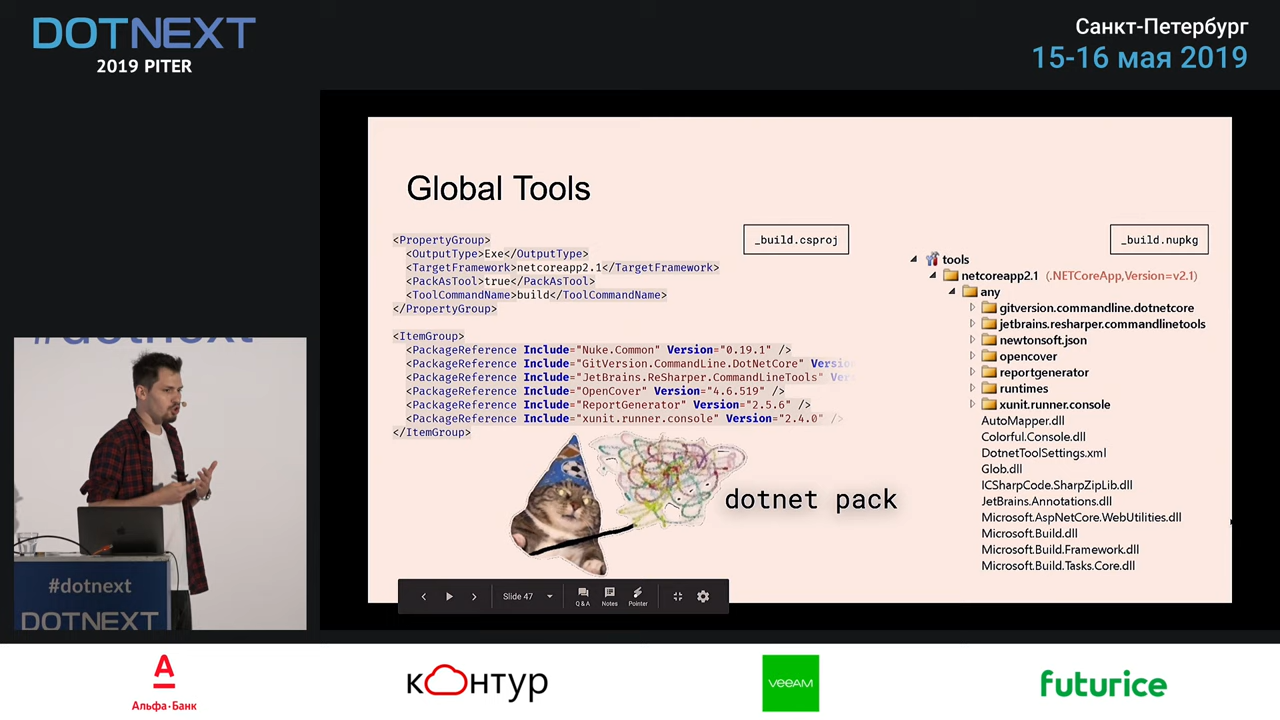 DOTNEXT
2019 PITER
Санкт-Петербург
15-16 мая 2019
Global Tools
_build.csproj
_build.nupkg
<PropertyGroup>
<OutputType>Exe</OutputType>
<TargetFramework>netcoreapp2.1</TargetFramework>
<PackAsTool>true</PackAsTool>
<ToolCommandName>build</ToolCommandName>
</PropertyGroup>
<ItemGroup>
<PackageReference Include="Nuke.Common" Version="0.19.1" />
<PackageReference Include="GitVersion.CommandLine.DotNetCore" Versio
<PackageReference Include="JetBrains.ReSharper.CommandLineTools" Ver
<PackageReference Include="OpenCover" Version="4.6.519" />
<PackageReference Include="ReportGenerator" Version="2.5.6" />
<PackageReference Include="xunit.runner.console" Version="2.4.0" />
</ItemGroup>
dotnet pack
tools
netcoreapp2.1 (.NETCoreApp,Version=v2.1)
any
gitversion.commandline.dotnetcore
jetbrains.resharper.commandlinetools
newtonsoft.json
opencover
reportgenerator
runtimes
xunit.runner.console
AutoMapper.dll
Colorful.Console.dll
DotnetToolSettings.xml
Glob.dll
ICSharpCode.SharpZipLib.dll
JetBrains.Annotations.dll
Microsoft.AspNetCore.WebUtilities.dll
Microsoft.Build.dll
Microsoft.Build.Framework.dll
Microsoft.Build.Tasks.Core.dll
Slide 47
Q&A
Notes
Pointer
#dotnext
DOTNEXT
Альфа·Банк
контур
veeam
futurice